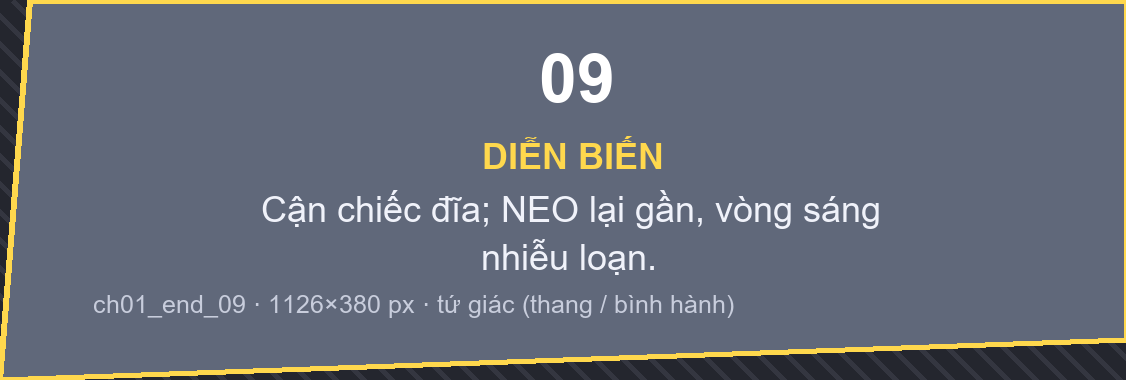 09
DIỄN BIẾN
Cận chiếc đĩa; NEO lại gần, vòng sáng
nhiễu loạn.
ch01_end_09 · 1126×380 px · tứ giác (thang / bình hành)